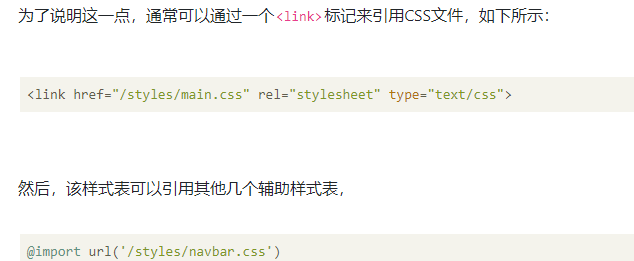 为了说明这一点，通常可以通过一个<link>标记来引用CSS文件，如下所示：
<link href="/styles/main.css" rel="stylesheet" type="text/css">
然后，该样式表可以引用其他几个辅助样式表，
@import url('/styles/navbar.css')